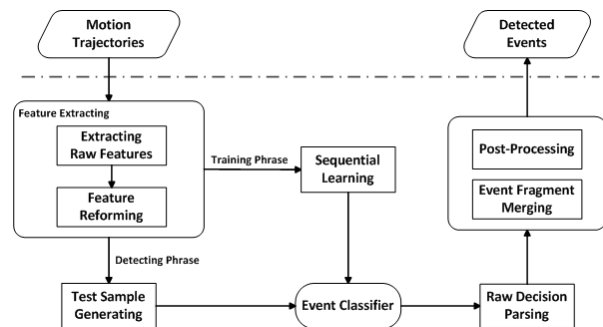 Motion
Trajectories
Detected
Events
Feature Extracting
Extracting
Raw Features
Feature
Reforming
Training Phrase
Sequential
Learning
Post-Processing
Event Fragment
Merging
Detecting Phrase
Test Sample
Generating
Event Classifier
Raw Decision
Parsing